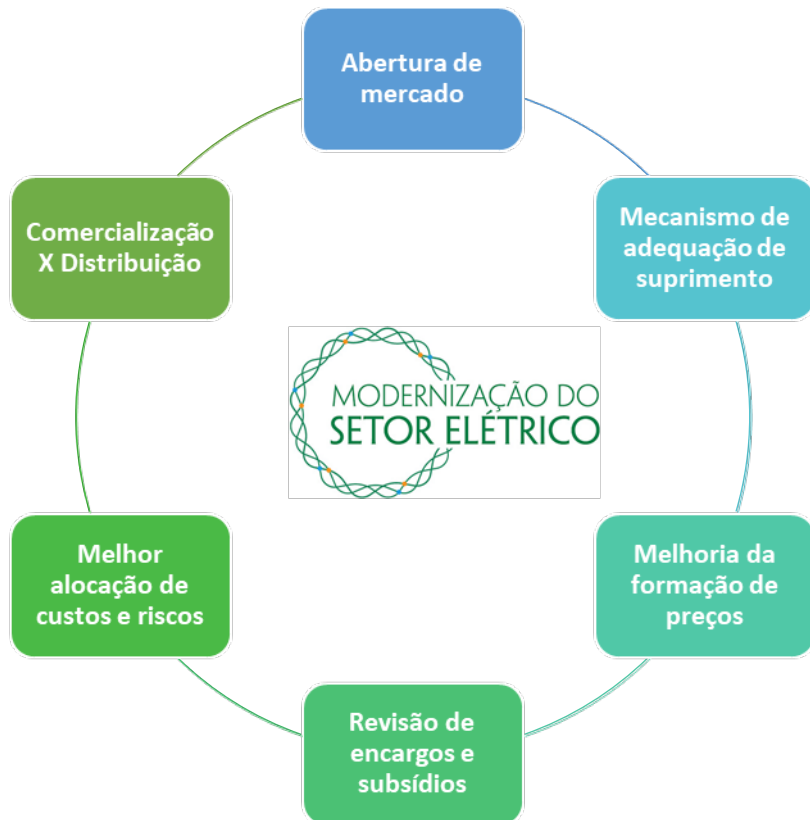 Abertura de
mercado
Mecanismo de
adequação de
suprimento
Melhoria da
formação de
preços
Revisão de
encargos e
subsídios
Melhor
alocação de
custos e riscos
Comercialização
X Distribuição
MODERNIZAÇÃO DO
SETOR ELÉTRICO